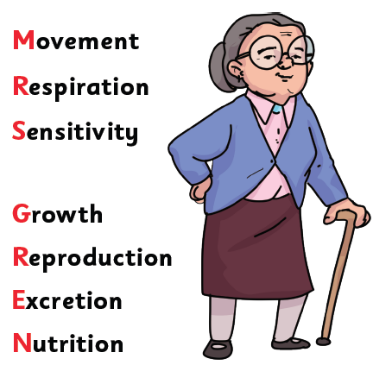 Movement
Respiration
Sensitivity
Growth
Reproduction
Excretion
Nutrition